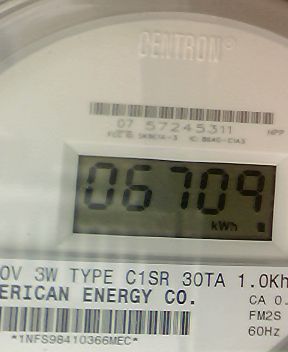 CENTRON®
07 57245311
06709
kWh
0V 3W TYPE C1SR 30TA 1.0Kh
ERICAN ENERGY CO.
CA 0.
FM2S
60Hz
*1NFS98410366MEC*